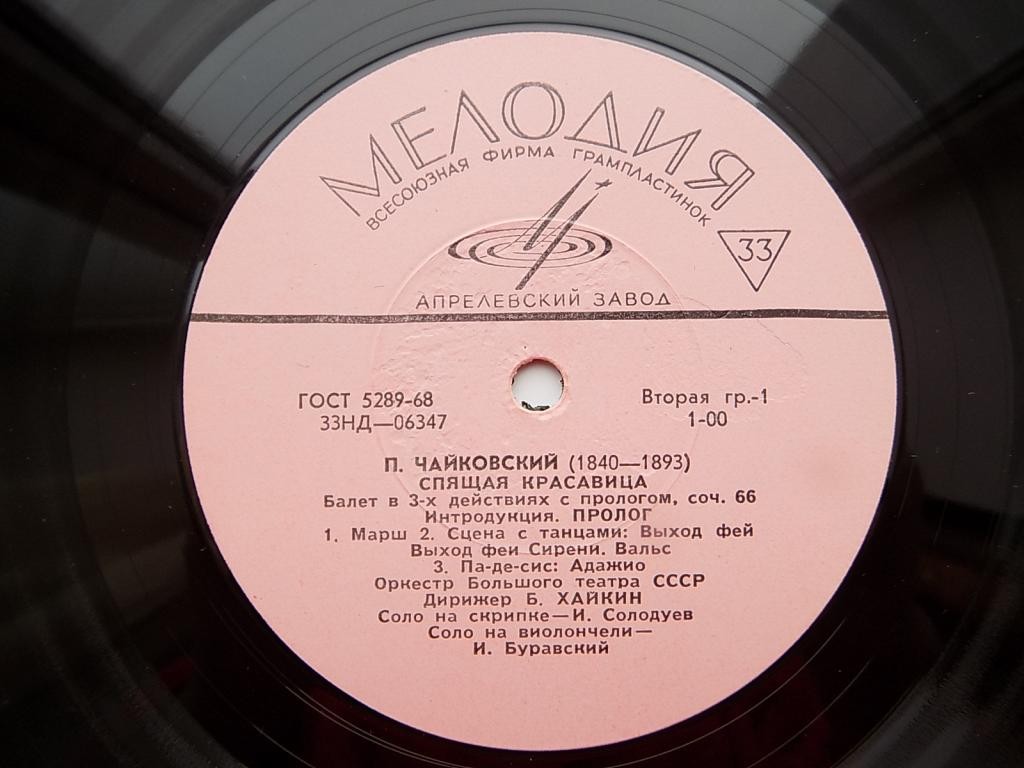 МЕЛОДИЯ
ВСЕСОЮЗНАЯ ФИРМА ГРАМПЛАСТИНОК
33
АПРЕЛЕВСКИЙ ЗАВОД
ГОСТ 5289-68
33НД—06347
Вторая гр.-1
1-00
П. ЧАЙКОВСКИЙ (1840—1893)
СПЯЩАЯ КРАСАВИЦА
Балет в 3-х действиях с прологом, соч. 66
Интродукция. ПРОЛОГ
1. Марш 2. Сцена с танцами: Выход фей
Выход феи Сирени. Вальс
3. Па-де-сис: Адажио
Оркестр Большого театра СССР
Дирижер Б. ХАЙКИН
Соло на скрипке—И. Солодуев
Соло на виолончели—
И. Буравский